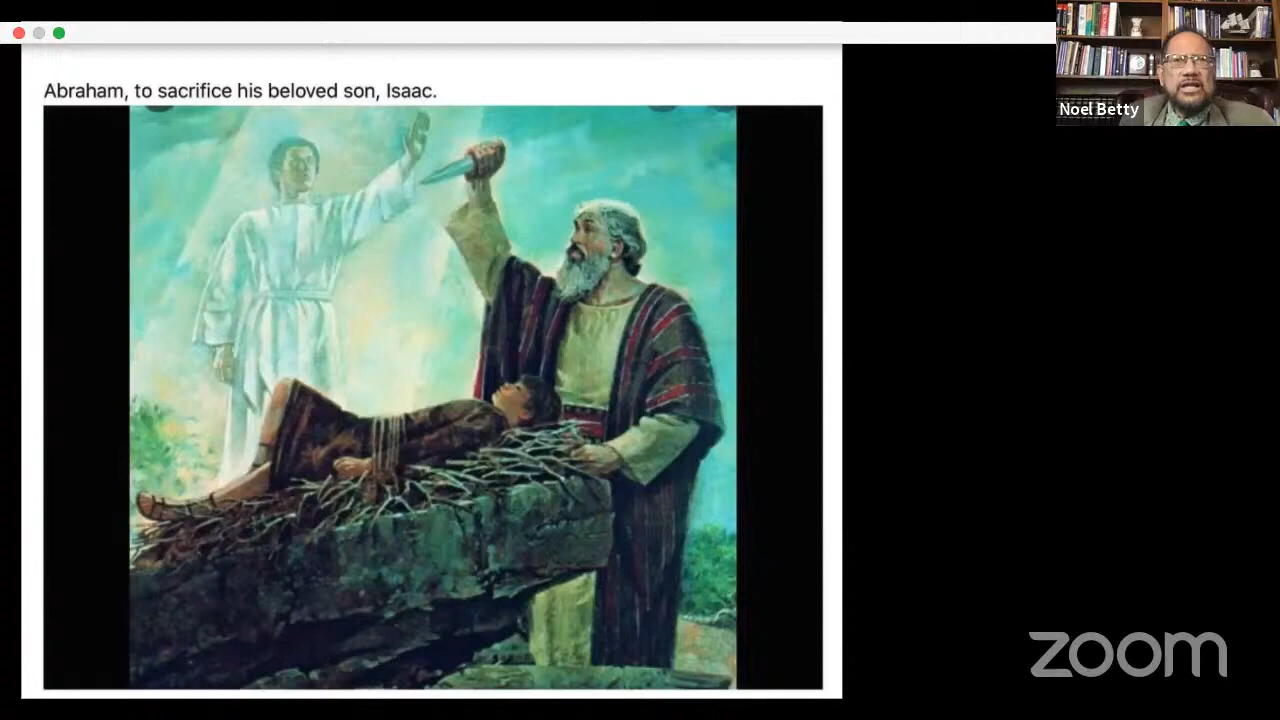 Abraham, to sacrifice his beloved son, Isaac.
Noel Betty
zoom